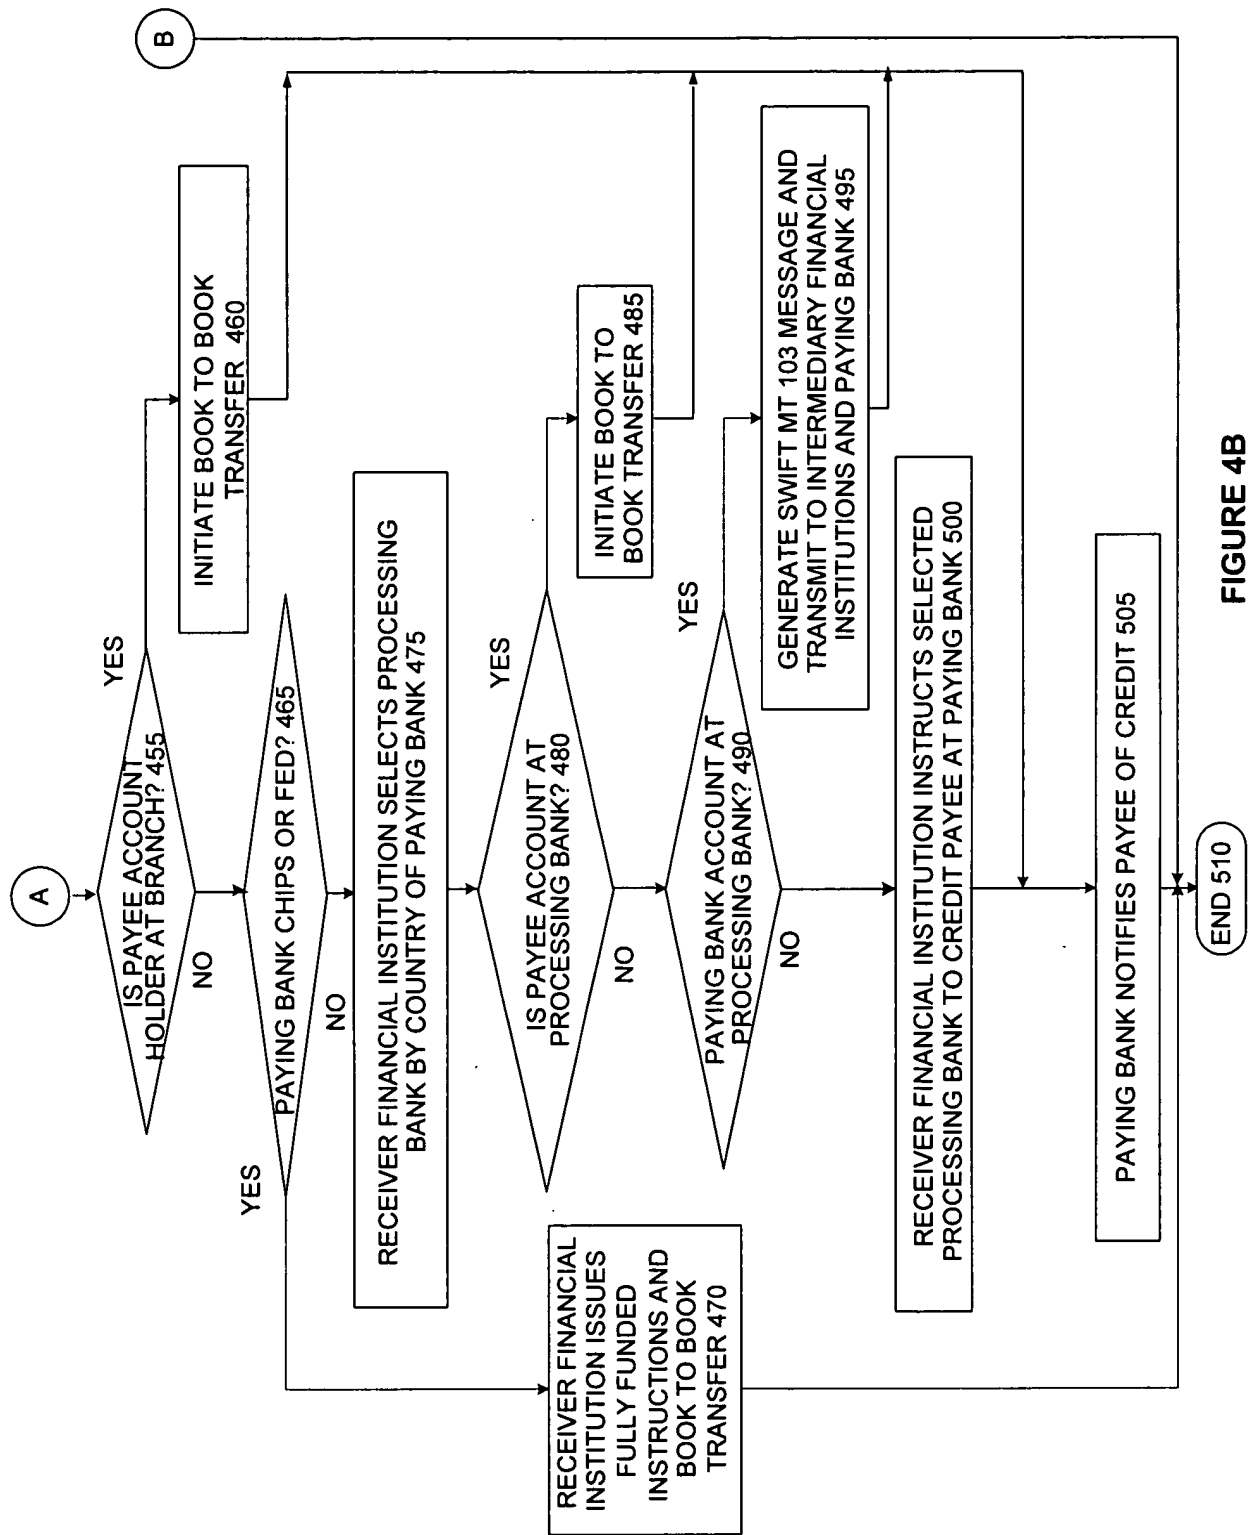 A
B
IS PAYEE ACCOUNT
HOLDER AT BRANCH? 455
YES
NO
INITIATE BOOK TO BOOK
TRANSFER 460
PAYING BANK CHIPS OR FED? 465
YES
NO
RECEIVER FINANCIAL
INSTITUTION ISSUES
FULLY FUNDED
INSTRUCTIONS AND
BOOK TO BOOK
TRANSFER 470
RECEIVER FINANCIAL INSTITUTION SELECTS PROCESSING
BANK BY COUNTRY OF PAYING BANK 475
IS PAYEE ACCOUNT AT
PROCESSING BANK? 480
YES
NO
INITIATE BOOK TO
BOOK TRANSFER 485
PAYING BANK ACCOUNT AT
PROCESSING BANK? 490
YES
NO
GENERATE SWIFT MT 103 MESSAGE AND
TRANSMIT TO INTERMEDIARY FINANCIAL
INSTITUTIONS AND PAYING BANK 495
RECEIVER FINANCIAL INSTITUTION INSTRUCTS SELECTED
PROCESSING BANK TO CREDIT PAYEE AT PAYING BANK 500
PAYING BANK NOTIFIES PAYEE OF CREDIT 505
END 510
FIGURE 4B